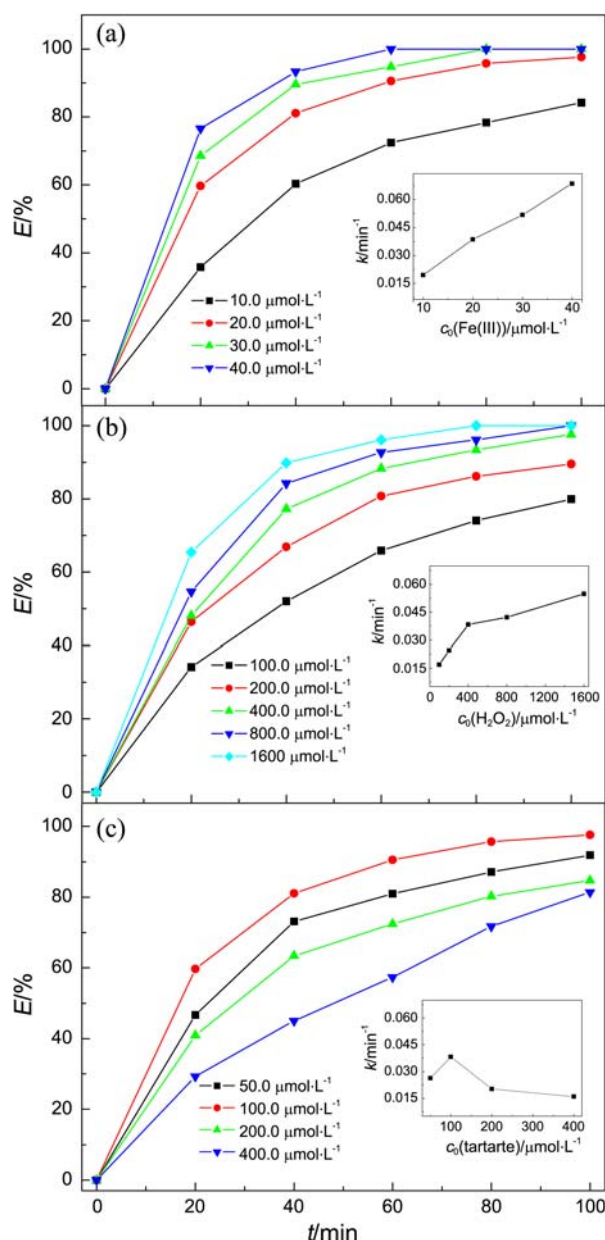 (a)
100
80
60
40
20
0
E/%
10.0 μmol·L⁻¹
20.0 μmol·L⁻¹
30.0 μmol·L⁻¹
40.0 μmol·L⁻¹
0.060
0.045
0.030
0.015
k/min⁻¹
10 20 30 40
c₀(Fe(III))/μmol·L⁻¹
(b)
100
80
60
40
20
0
E/%
100.0 μmol·L⁻¹
200.0 μmol·L⁻¹
400.0 μmol·L⁻¹
800.0 μmol·L⁻¹
1600 μmol·L⁻¹
0.060
0.045
0.030
0.015
k/min⁻¹
0 400 800 1200 1600
c₀(H₂O₂)/μmol·L⁻¹
(c)
100
80
60
40
20
0
E/%
50.0 μmol·L⁻¹
100.0 μmol·L⁻¹
200.0 μmol·L⁻¹
400.0 μmol·L⁻¹
0.060
0.045
0.030
0.015
k/min⁻¹
100 200 300 400
c₀(tartarte)/μmol·L⁻¹
0 20 40 60 80 100
t/min